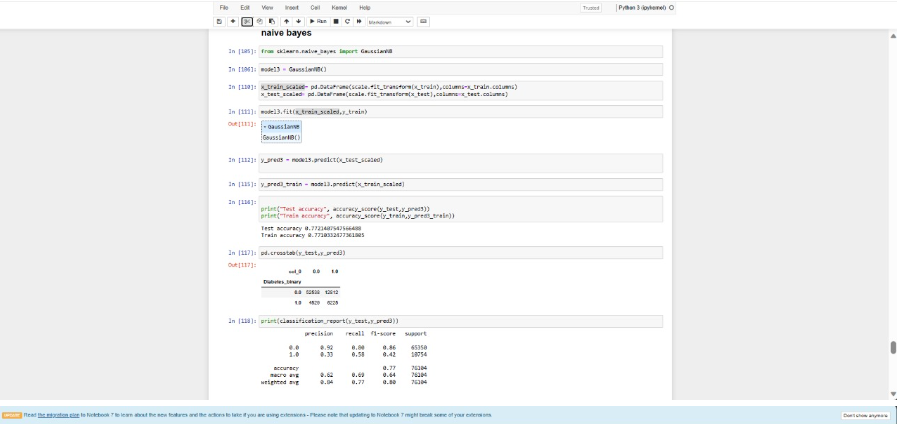 File Edit View Insert Cell Kernel Help Trusted Python 3 (ipykernel)
Run Markdown
naive bayes
In [105]: from sklearn.naive_bayes import GaussianNB
In [106]: model3 = GaussianNB()
In [110]: x_train_scaled= pd.DataFrame(scale.fit_transform(x_train),columns=x_train.columns)
x_test_scaled= pd.DataFrame(scale.fit_transform(x_test),columns=x_test.columns)
In [111]: model3.fit(x_train_scaled,y_train)
Out[111]:
GaussianNB
GaussianNB()
In [112]: y_pred3 = model3.predict(x_test_scaled)
In [115]: y_pred3_train = model3.predict(x_train_scaled)
In [116]:
print("Test accuracy", accuracy_score(y_test,y_pred3))
print("Train accuracy", accuracy_score(y_train,y_pred3_train))
Test accuracy
Train accuracy
In [117]: pd.crosstab(y_test,y_pred3)
Out[117]:
col_0 0.0 1.0
Diabetes_binary
0.0
1.0 6228
In [118]: print(classification_report(y_test,y_pred3))
precision recall f1-score support
0.0 0.92 0.80 0.86 65350
1.0 0.33 0.58 0.42 10754
accuracy 0.77 76104
macro avg 0.62 0.69 0.64 76104
weighted avg 0.84 0.77 0.80 76104
UPDATE Read the migration plan to Notebook 7 to learn about the new features and the actions to take if you are using extensions - Please note that updating to Notebook 7 might break some of your extensions. Don't show anymore